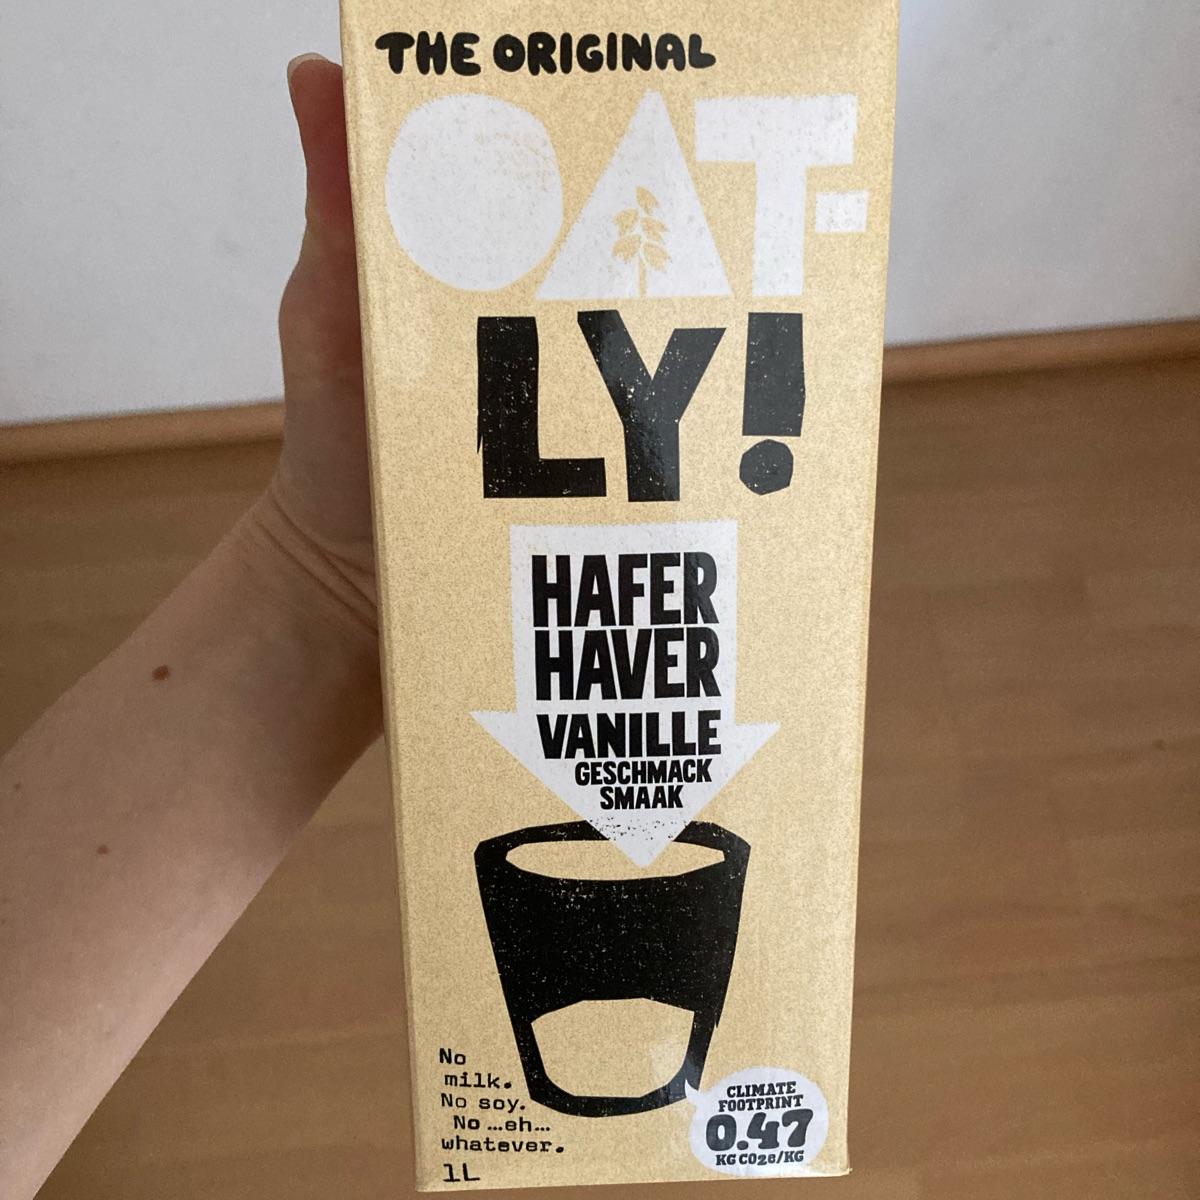 THE ORIGINAL
OAT-
LY!
HAFER
HAVER
VANILLE
GESCHMACK
SMAAK
No
milk.
No soy.
No ...eh...
whatever.
1L
CLIMATE
FOOTPRINT
0.47
KG CO2e/KG